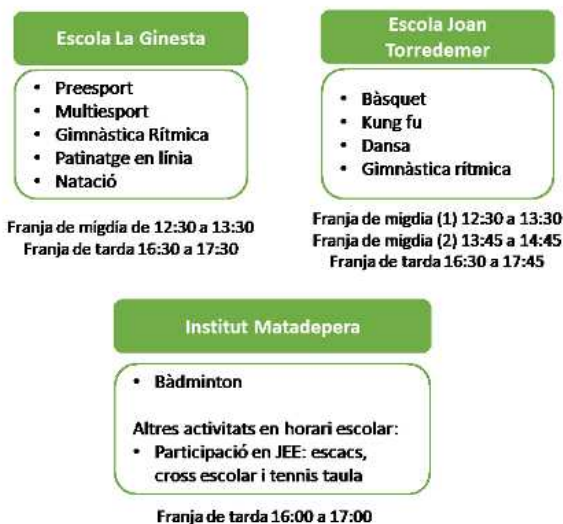 Escola La Ginesta
• Preesport
• Multiesport
• Gimnàstica Rítmica
• Patinatge en línia
• Natació
Franja de migdia de 12:30 a 13:30
Franja de tarda 16:30 a 17:30
Escola Joan
Torredemer
• Bàsquet
• Kung fu
• Dansa
• Gimnàstica rítmica
Franja de migdia (1) 12:30 a 13:30
Franja de migdia (2) 13:45 a 14:45
Franja de tarda 16:30 a 17:45
Institut Matadepera
• Bàdminton
Altres activitats en horari escolar:
• Participació en JEE: escacs,
cross escolar i tennis taula
Franja de tarda 16:00 a 17:00